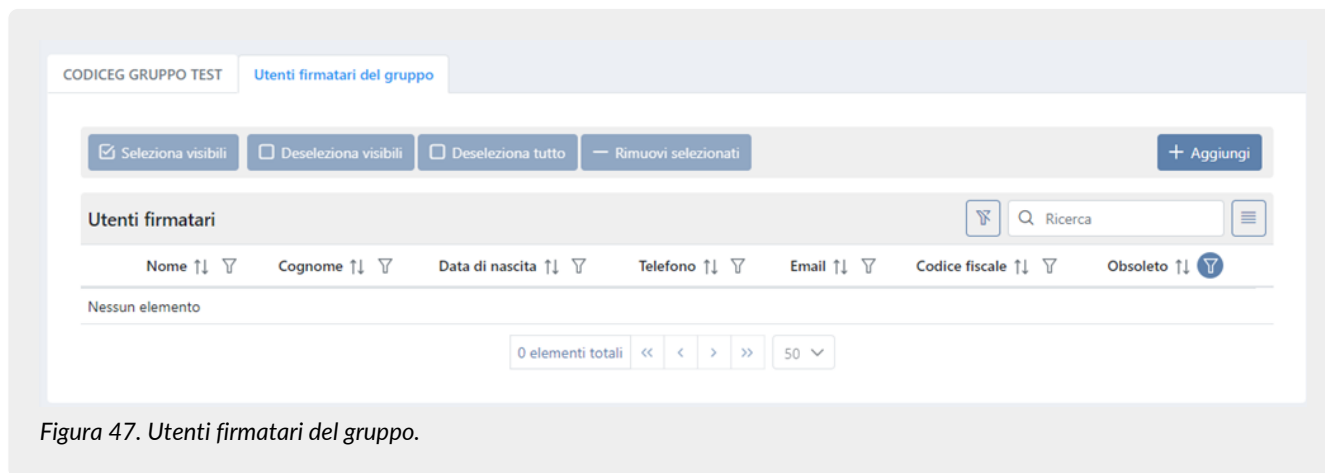 CODICEG GRUPPO TEST Utenti firmatari del gruppo
Seleziona visibili Deseleziona visibili Deseleziona tutto Rimuovi selezionati + Aggiungi
Utenti firmatari Ricerca
Nome Cognome Data di nascita Telefono Email Codice fiscale Obsoleto
Nessun elemento
0 elementi totali « ‹ › » 50
Figura 47. Utenti firmatari del gruppo.